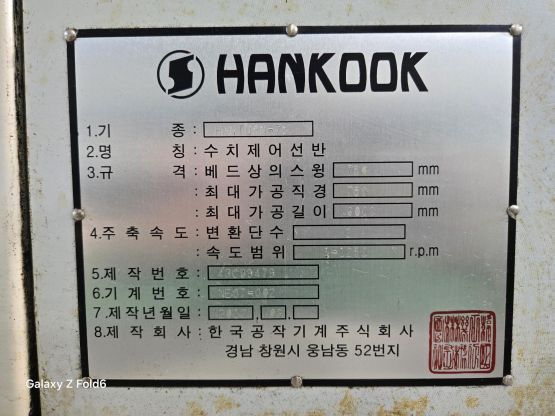 HANKOOK
1.기 종 :
2.명 칭 : 수치제어선반
3.규 격 : 베드상의스윙 mm
: 최대가공직경 mm
: 최대가공길이 mm
4.주축속도 : 변환단수
: 속도범위 r.p.m
5.제작번호 :
6.기계번호 :
7.제작년월일 :
8.제작회사 : 한국공작기계주식회사
경남 창원시 웅남동 52번지
Galaxy Z Fold6